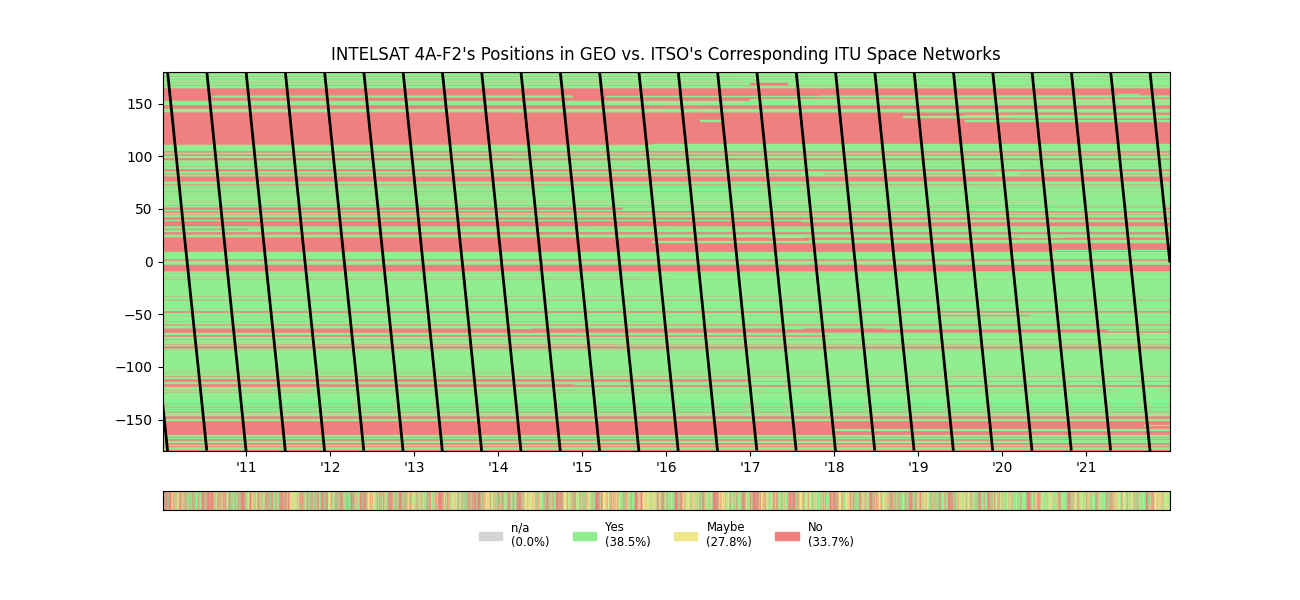 INTELSAT 4A-F2's Positions in GEO vs. ITSO's Corresponding ITU Space Networks
150
100
50
0
−50
−100
−150
'11 '12 '13 '14 '15 '16 '17 '18 '19 '20 '21
n/a Yes Maybe No
(0.0%) (38.5%) (27.8%) (33.7%)